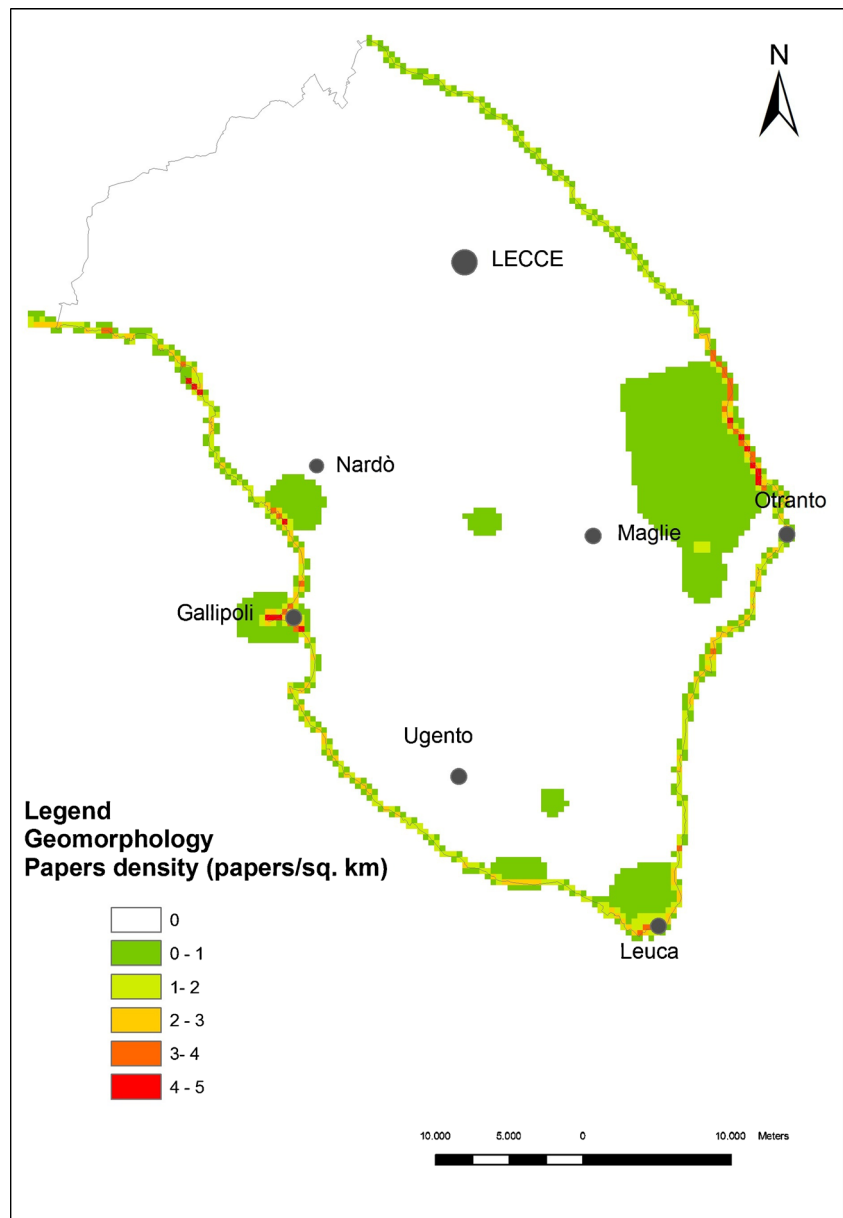 N
LECCE
Nardò
Otranto
Maglie
Gallipoli
Ugento
Legend
Geomorphology
Papers density (papers/sq. km)
0
0 - 1
1- 2
2 - 3
3- 4
4 - 5
Leuca
10.000 5.000 0 10.000 Meters